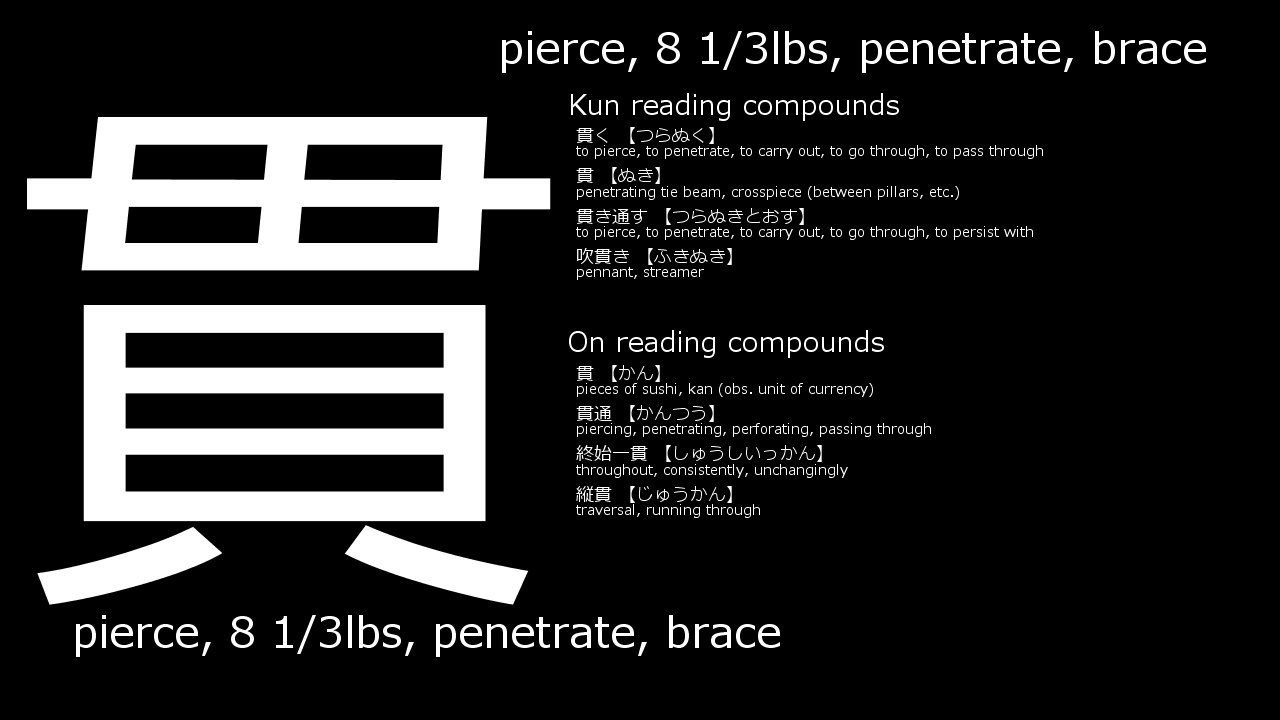 pierce, 8 1/3lbs, penetrate, brace
貫
Kun reading compounds
貫く 【つらぬく】
to pierce, to penetrate, to carry out, to go through, to pass through
貫 【ぬき】
penetrating tie beam, crosspiece (between pillars, etc.)
貫き通す 【つらぬきとおす】
to pierce, to penetrate, to carry out, to go through, to persist with
吹貫き 【ふきぬき】
pennant, streamer
On reading compounds
貫 【かん】
pieces of sushi, kan (obs. unit of currency)
貫通 【かんつう】
piercing, penetrating, perforating, passing through
終始一貫 【しゅうしいっかん】
throughout, consistently, unchangingly
縦貫 【じゅうかん】
traversal, running through
pierce, 8 1/3lbs, penetrate, brace